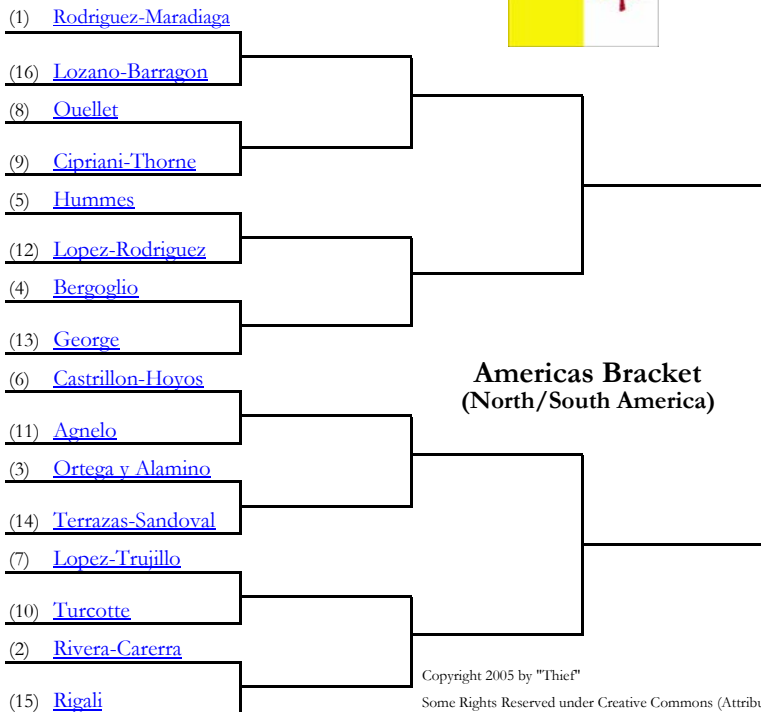 (1) Rodriguez-Maradiaga
(16) Lozano-Barragon
(8) Ouellet
(9) Cipriani-Thorne
(5) Hummes
(12) Lopez-Rodriguez
(4) Bergoglio
(13) George
(6) Castrillon-Hoyos
(11) Agnelo
(3) Ortega y Alamino
(14) Terrazas-Sandoval
(7) Lopez-Trujillo
(10) Turcotte
(2) Rivera-Carerra
(15) Rigali
Americas Bracket
(North/South America)
Copyright 2005 by "Thief"
Some Rights Reserved under Creative Commons (Attribu